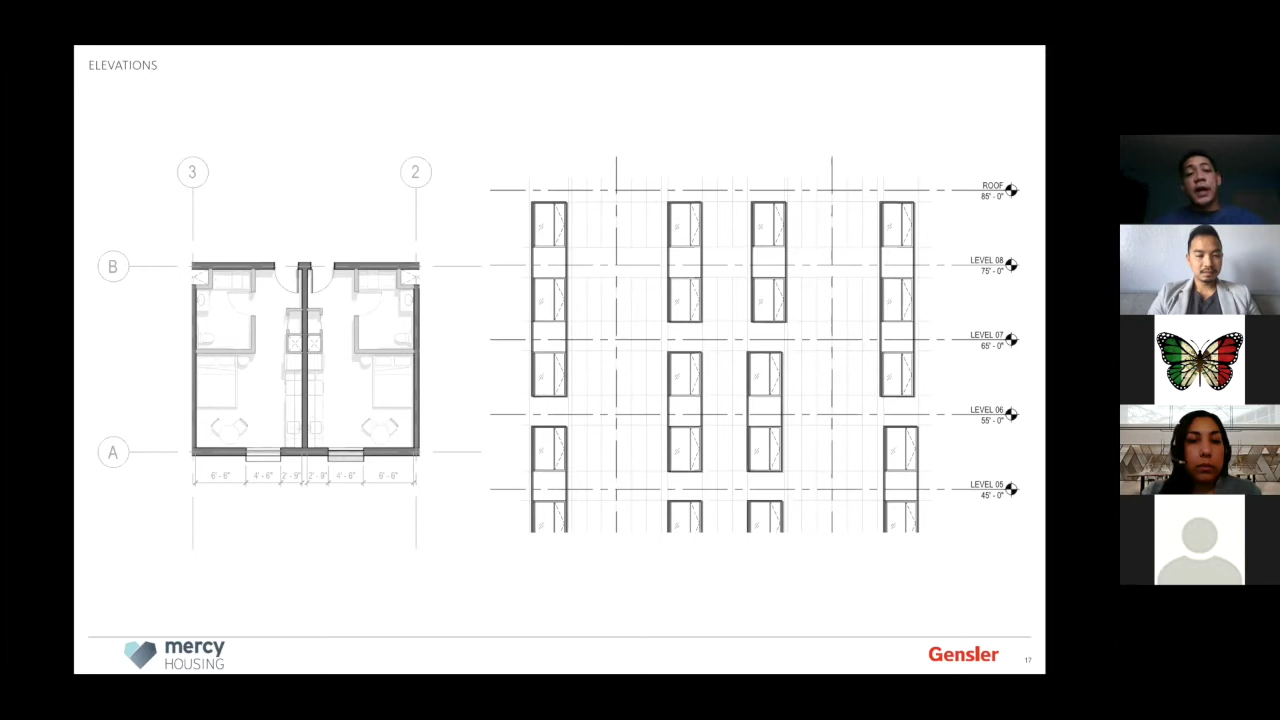 ELEVATIONS
3
2
B
A
6' - 6"
4' - 6"
2' - 9"
2' - 9"
4' - 6"
6' - 6"
ROOF
85' - 0"
LEVEL 08
75' - 0"
LEVEL 07
65' - 0"
LEVEL 06
55' - 0"
LEVEL 05
45' - 0"
mercy
HOUSING
Gensler
17